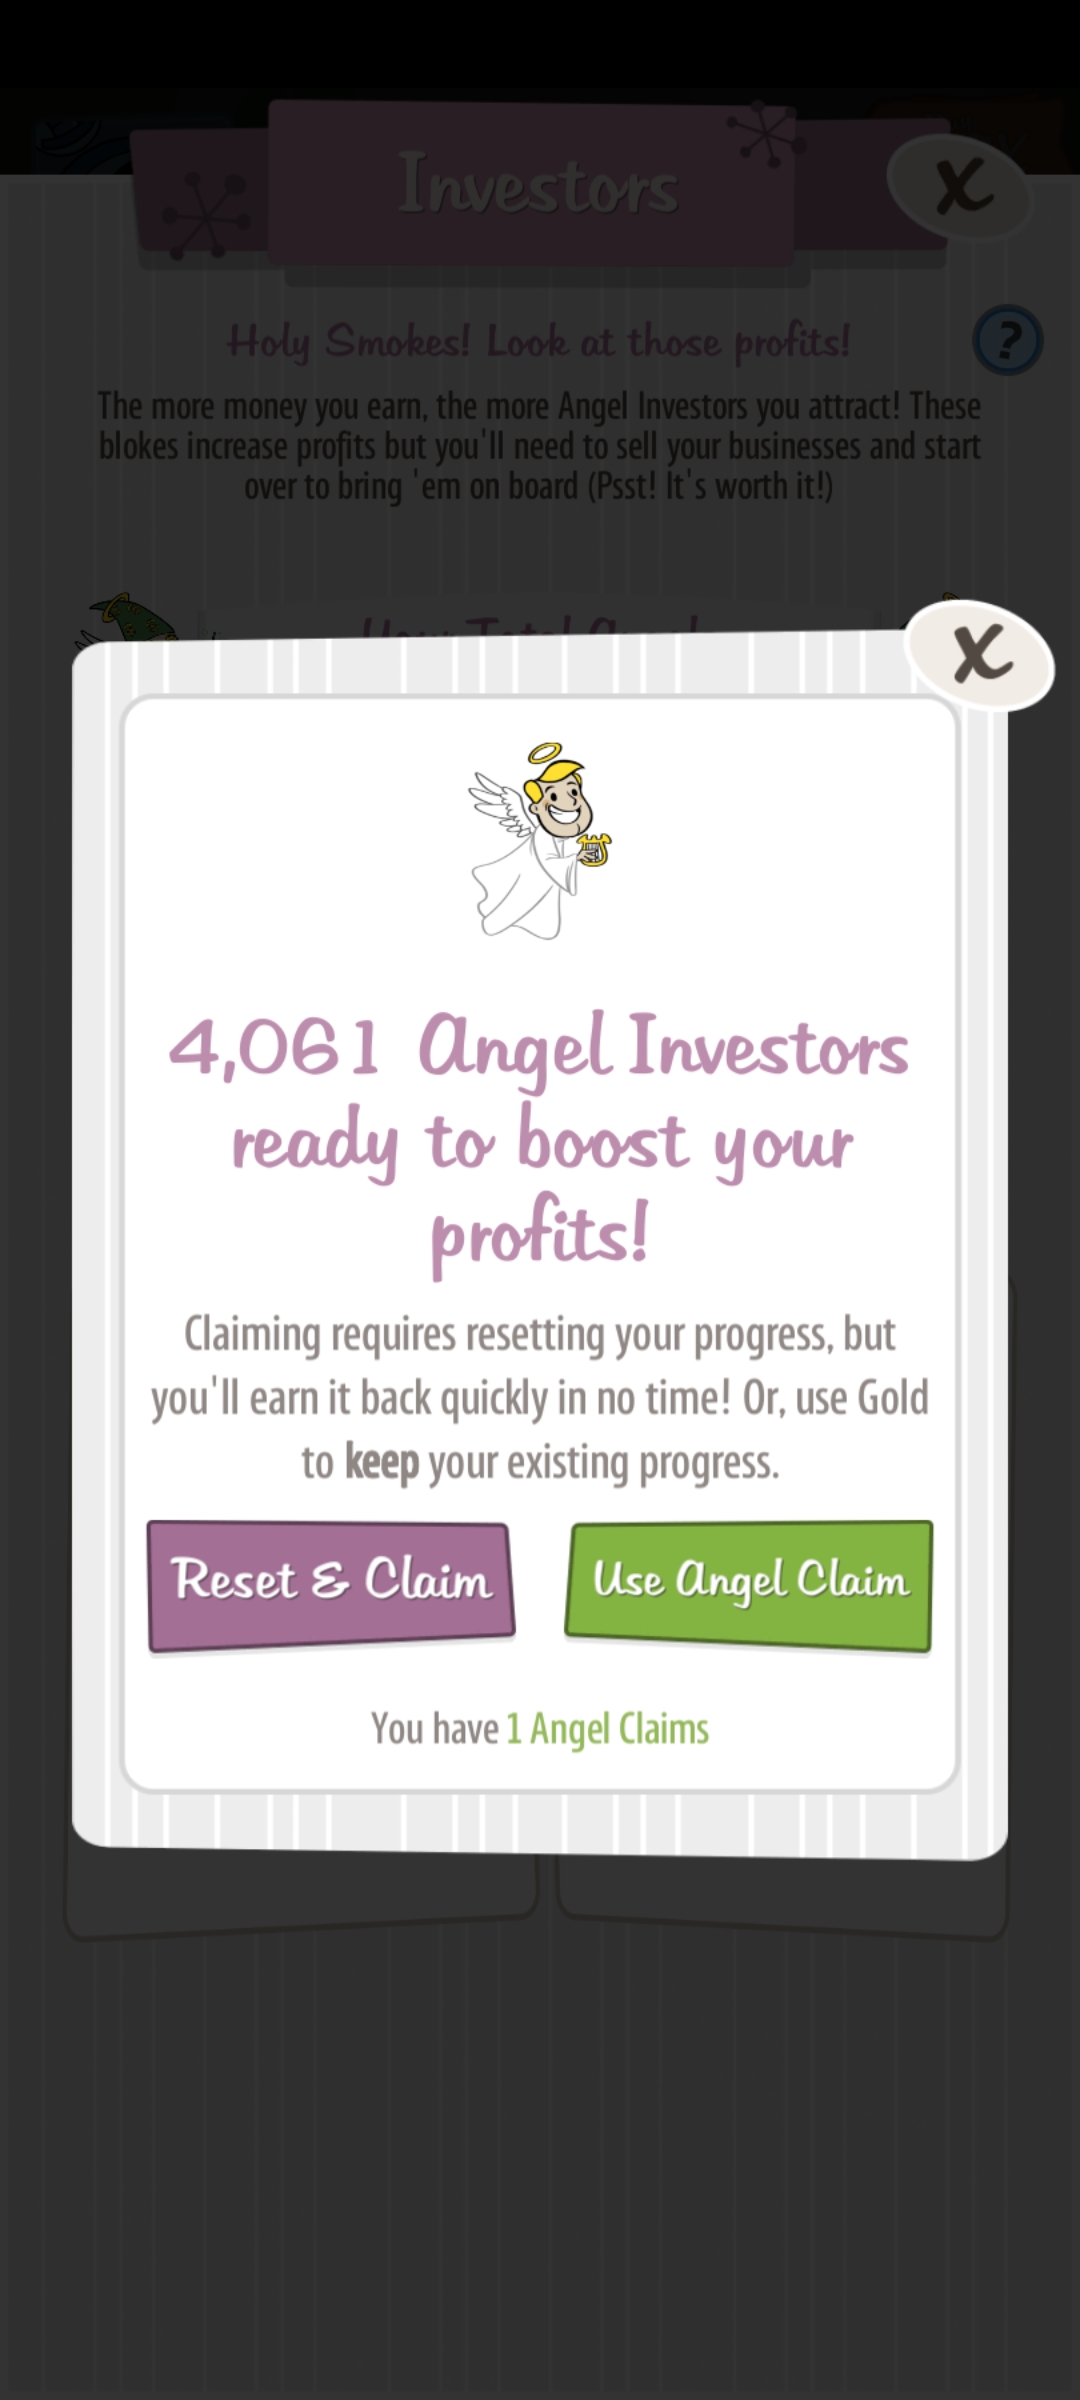 Investors
X
Holy Smokes! Look at those profits!
?
The more money you earn, the more Angel Investors you attract! These
blokes increase profits but you'll need to sell your businesses and start
over to bring 'em on board (Psst! It's worth it!)
X
4,061 Angel Investors
ready to boost your
profits!
Claiming requires resetting your progress, but
you'll earn it back quickly in no time! Or, use Gold
to keep your existing progress.
Reset & Claim
Use Angel Claim
You have 1 Angel Claims